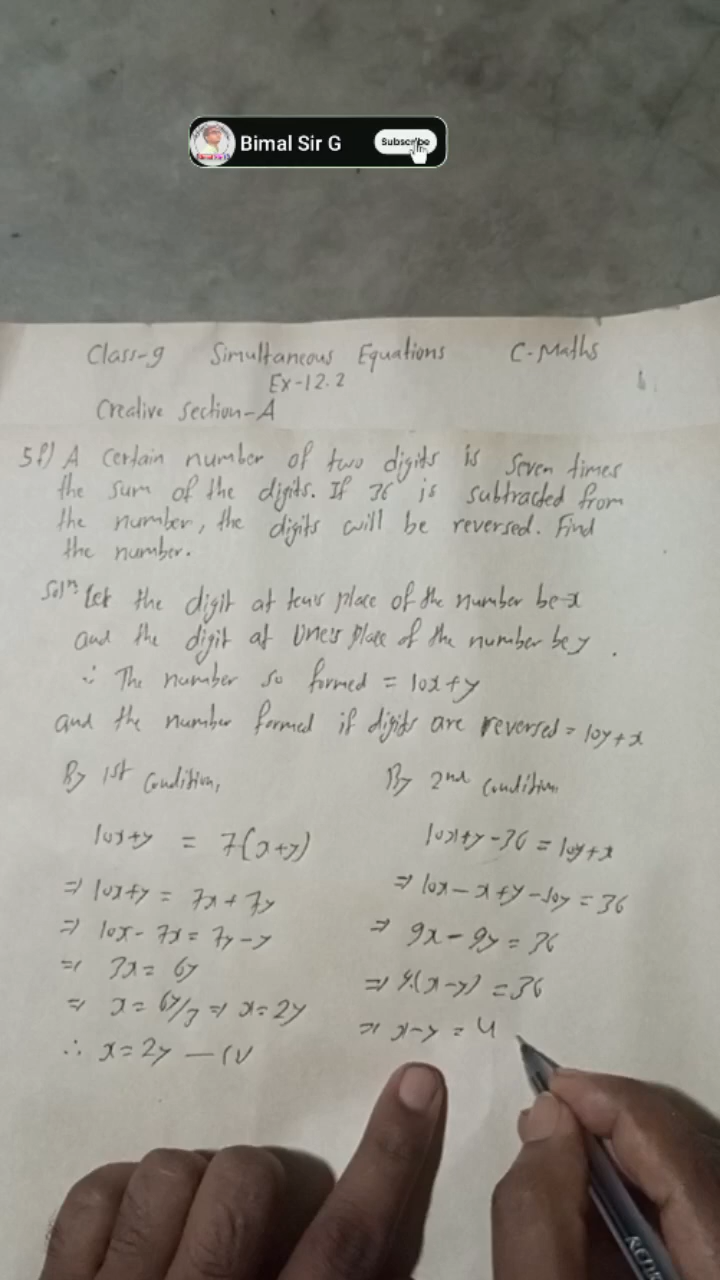 Bimal Sir G
Subscribe
Class-9 Simultaneous Equations C-Maths
Ex-12.2
Creative Section-A
5f) A certain number of two digits is seven times
the sum of the digits. If 36 is subtracted from
the number, the digits will be reversed. Find
the number.
Solⁿ Let the digit at ten's place of the number be x
and the digit at one's place of the number be y.
∴ The number so formed = 10x+y
and the number formed if digits are reversed = 10y+x
By 1st Condition,
10x+y = 7(x+y)
⇒ 10x+y = 7x+7y
⇒ 10x-7x = 7y-y
⇒ 3x = 6y
⇒ x = 6y/3 ⇒ x=2y
∴ x=2y —(1)
By 2nd Condition
10x+y-36 = 10y+x
⇒ 10x-x+y-10y = 36
⇒ 9x-9y = 36
⇒ 9(x-y) = 36
⇒ x-y = 4